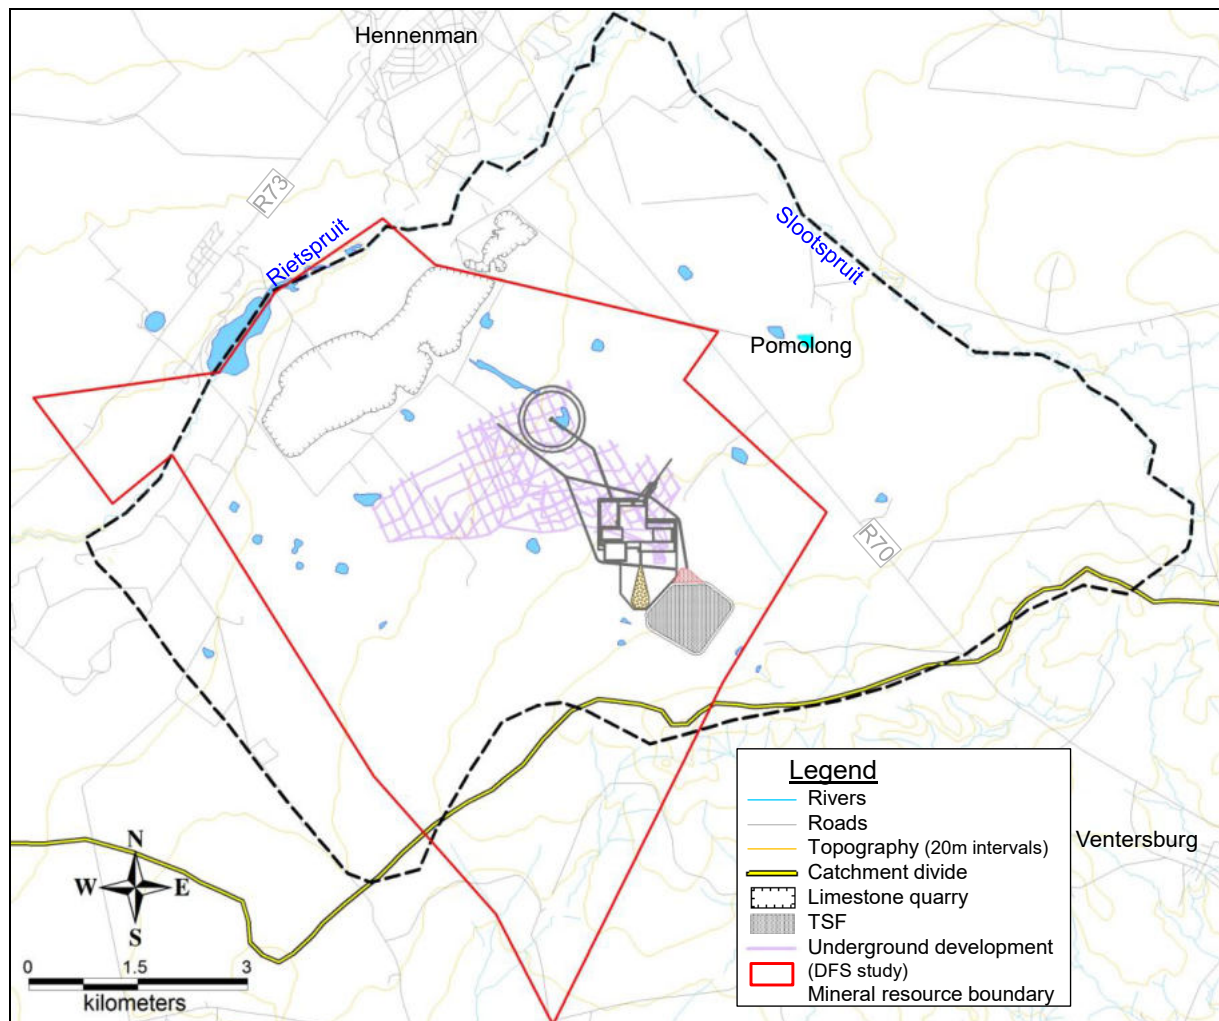 Hennenman
R73
Rietspruit
Slootspruit
Pomolong
R70
Legend
Rivers
Roads
Topography (20m intervals)
Catchment divide
Limestone quarry
TSF
Underground development
(DFS study)
Mineral resource boundary
Ventersburg
N
W E
S
0 1.5 3
kilometers